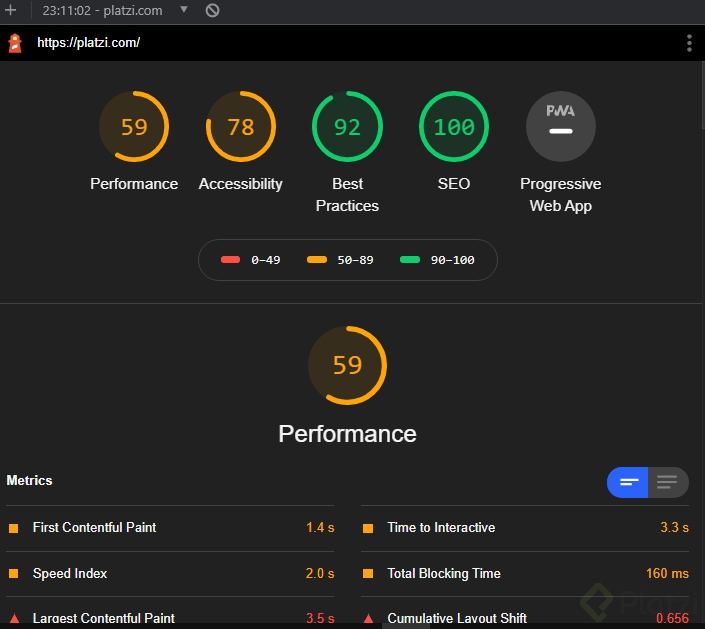 23:11:02 - platzi.com
https://platzi.com/
59
78
92
100
PWA
Performance
Accessibility
Best
Practices
SEO
Progressive
Web App
0–49
50–89
90–100
59
Performance
Metrics
First Contentful Paint 1.4 s
Time to Interactive 3.3 s
Speed Index 2.0 s
Total Blocking Time 160 ms
Largest Contentful Paint 3.5 s
Cumulative Layout Shift 0.656
Platzi